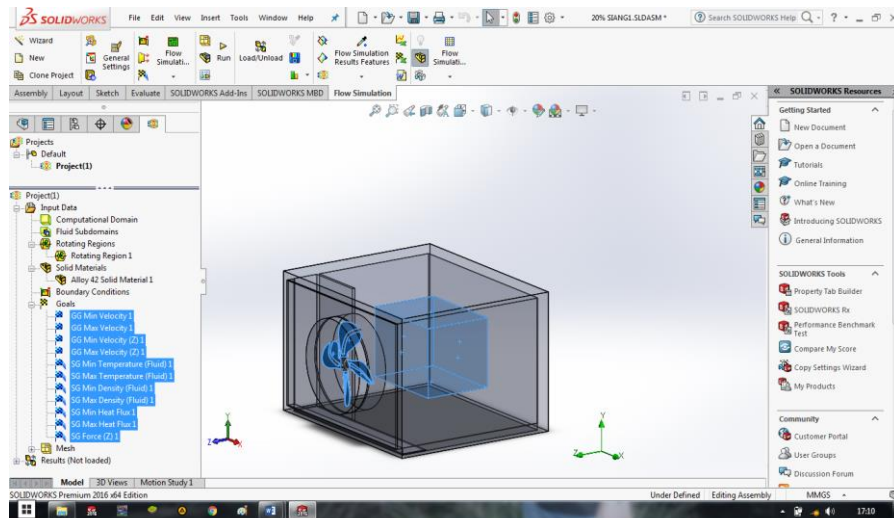 SOLIDWORKS File Edit View Insert Tools Window Help 20% SIANG1.SLDASM * Search SOLIDWORKS Help
Wizard
New
Clone Project
General Settings
Flow Simulati...
Run
Load/Unload
Flow Simulation Results Features
Flow Simulati...
Assembly Layout Sketch Evaluate SOLIDWORKS Add-Ins SOLIDWORKS MBD Flow Simulation
Projects
Default
Project(1)
Project(1)
Input Data
Computational Domain
Fluid Subdomains
Rotating Regions
Rotating Region 1
Solid Materials
Alloy 42 Solid Material 1
Boundary Conditions
Goals
GG Min Velocity 1
GG Max Velocity 1
GG Min Velocity (Z) 1
GG Max Velocity (Z) 1
SG Min Temperature (Fluid) 1
SG Max Temperature (Fluid) 1
SG Min Density (Fluid) 1
SG Max Density (Fluid) 1
SG Min Heat Flux 1
SG Max Heat Flux 1
SG Force (Z) 1
Mesh
Results (Not loaded)
Y
Z
X
Y
Z
X
SOLIDWORKS Resources
Getting Started
New Document
Open a Document
Tutorials
Online Training
What's New
Introducing SOLIDWORKS
General Information
SOLIDWORKS Tools
Property Tab Builder
SOLIDWORKS Rx
Performance Benchmark Test
Compare My Score
Copy Settings Wizard
My Products
Community
Customer Portal
User Groups
Discussion Forum
Model 3D Views Motion Study 1
SOLIDWORKS Premium 2016 x64 Edition Under Defined Editing Assembly MMGS
17:10